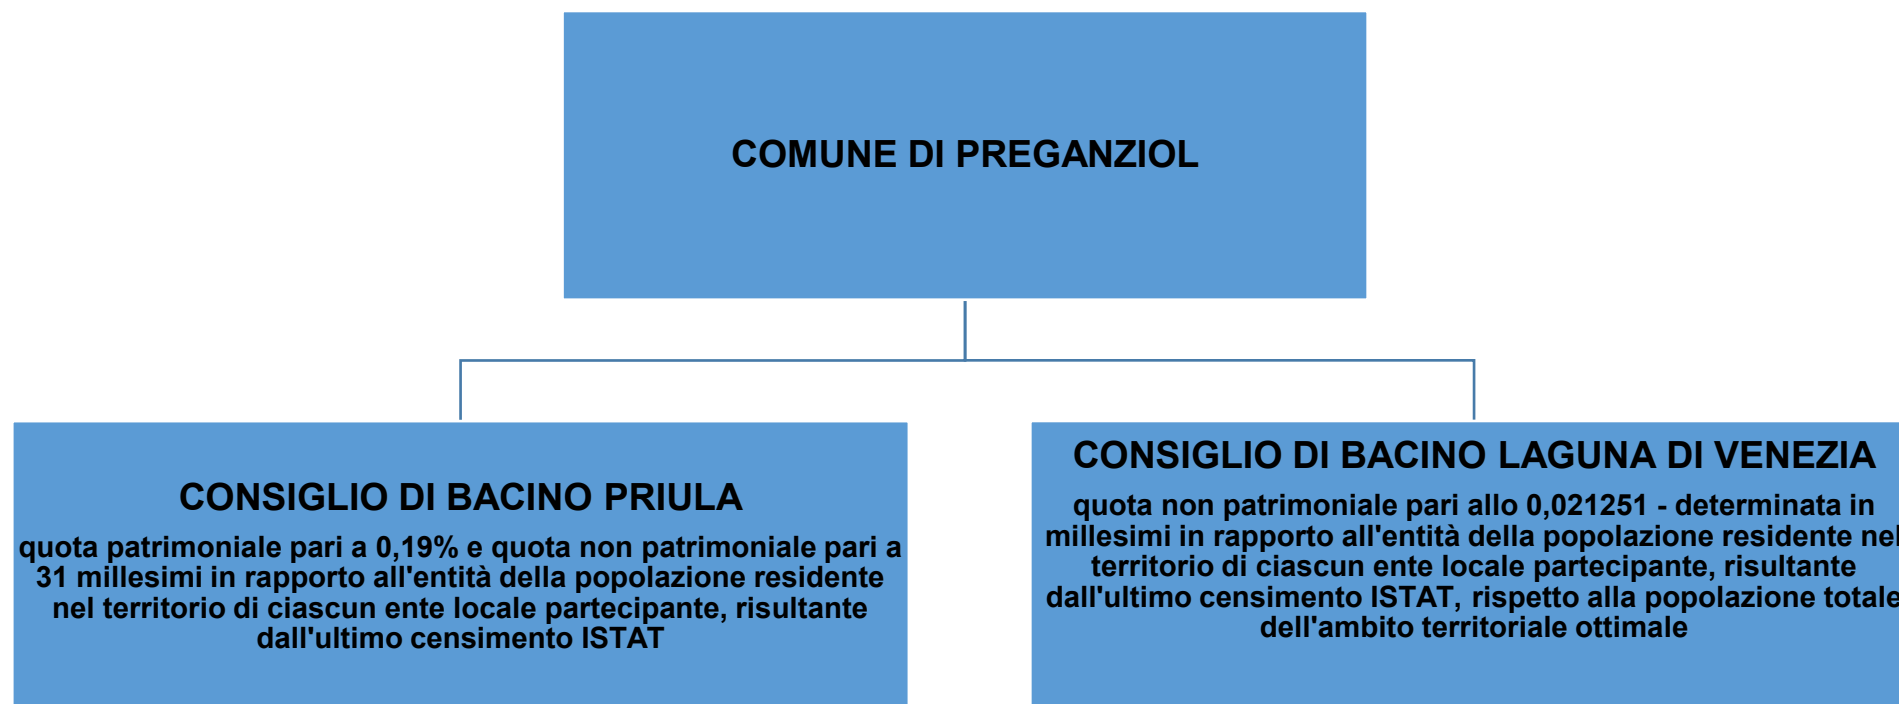 COMUNE DI PREGANZIOL
CONSIGLIO DI BACINO PRIULA
quota patrimoniale pari a 0,19% e quota non patrimoniale pari a
31 millesimi in rapporto all'entità della popolazione residente
nel territorio di ciascun ente locale partecipante, risultante
dall'ultimo censimento ISTAT
CONSIGLIO DI BACINO LAGUNA DI VENEZIA
quota non patrimoniale pari allo 0,021251 - determinata in
millesimi in rapporto all'entità della popolazione residente nel
territorio di ciascun ente locale partecipante, risultante
dall'ultimo censimento ISTAT, rispetto alla popolazione totale
dell'ambito territoriale ottimale